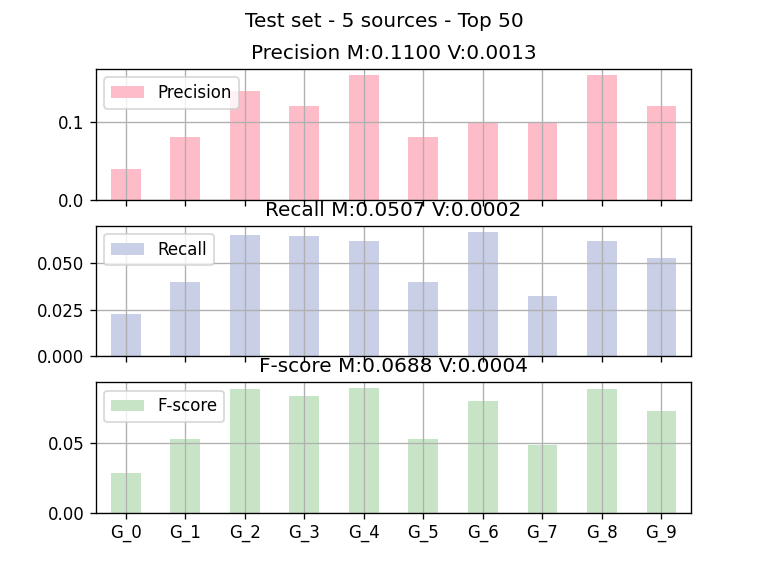 Test set - 5 sources - Top 50
Precision M:0.1100 V:0.0013
Precision
0.1
0.0
Recall M:0.0507 V:0.0002
Recall
0.050
0.025
0.000
F-score M:0.0688 V:0.0004
F-score
0.05
0.00
G_0 G_1 G_2 G_3 G_4 G_5 G_6 G_7 G_8 G_9